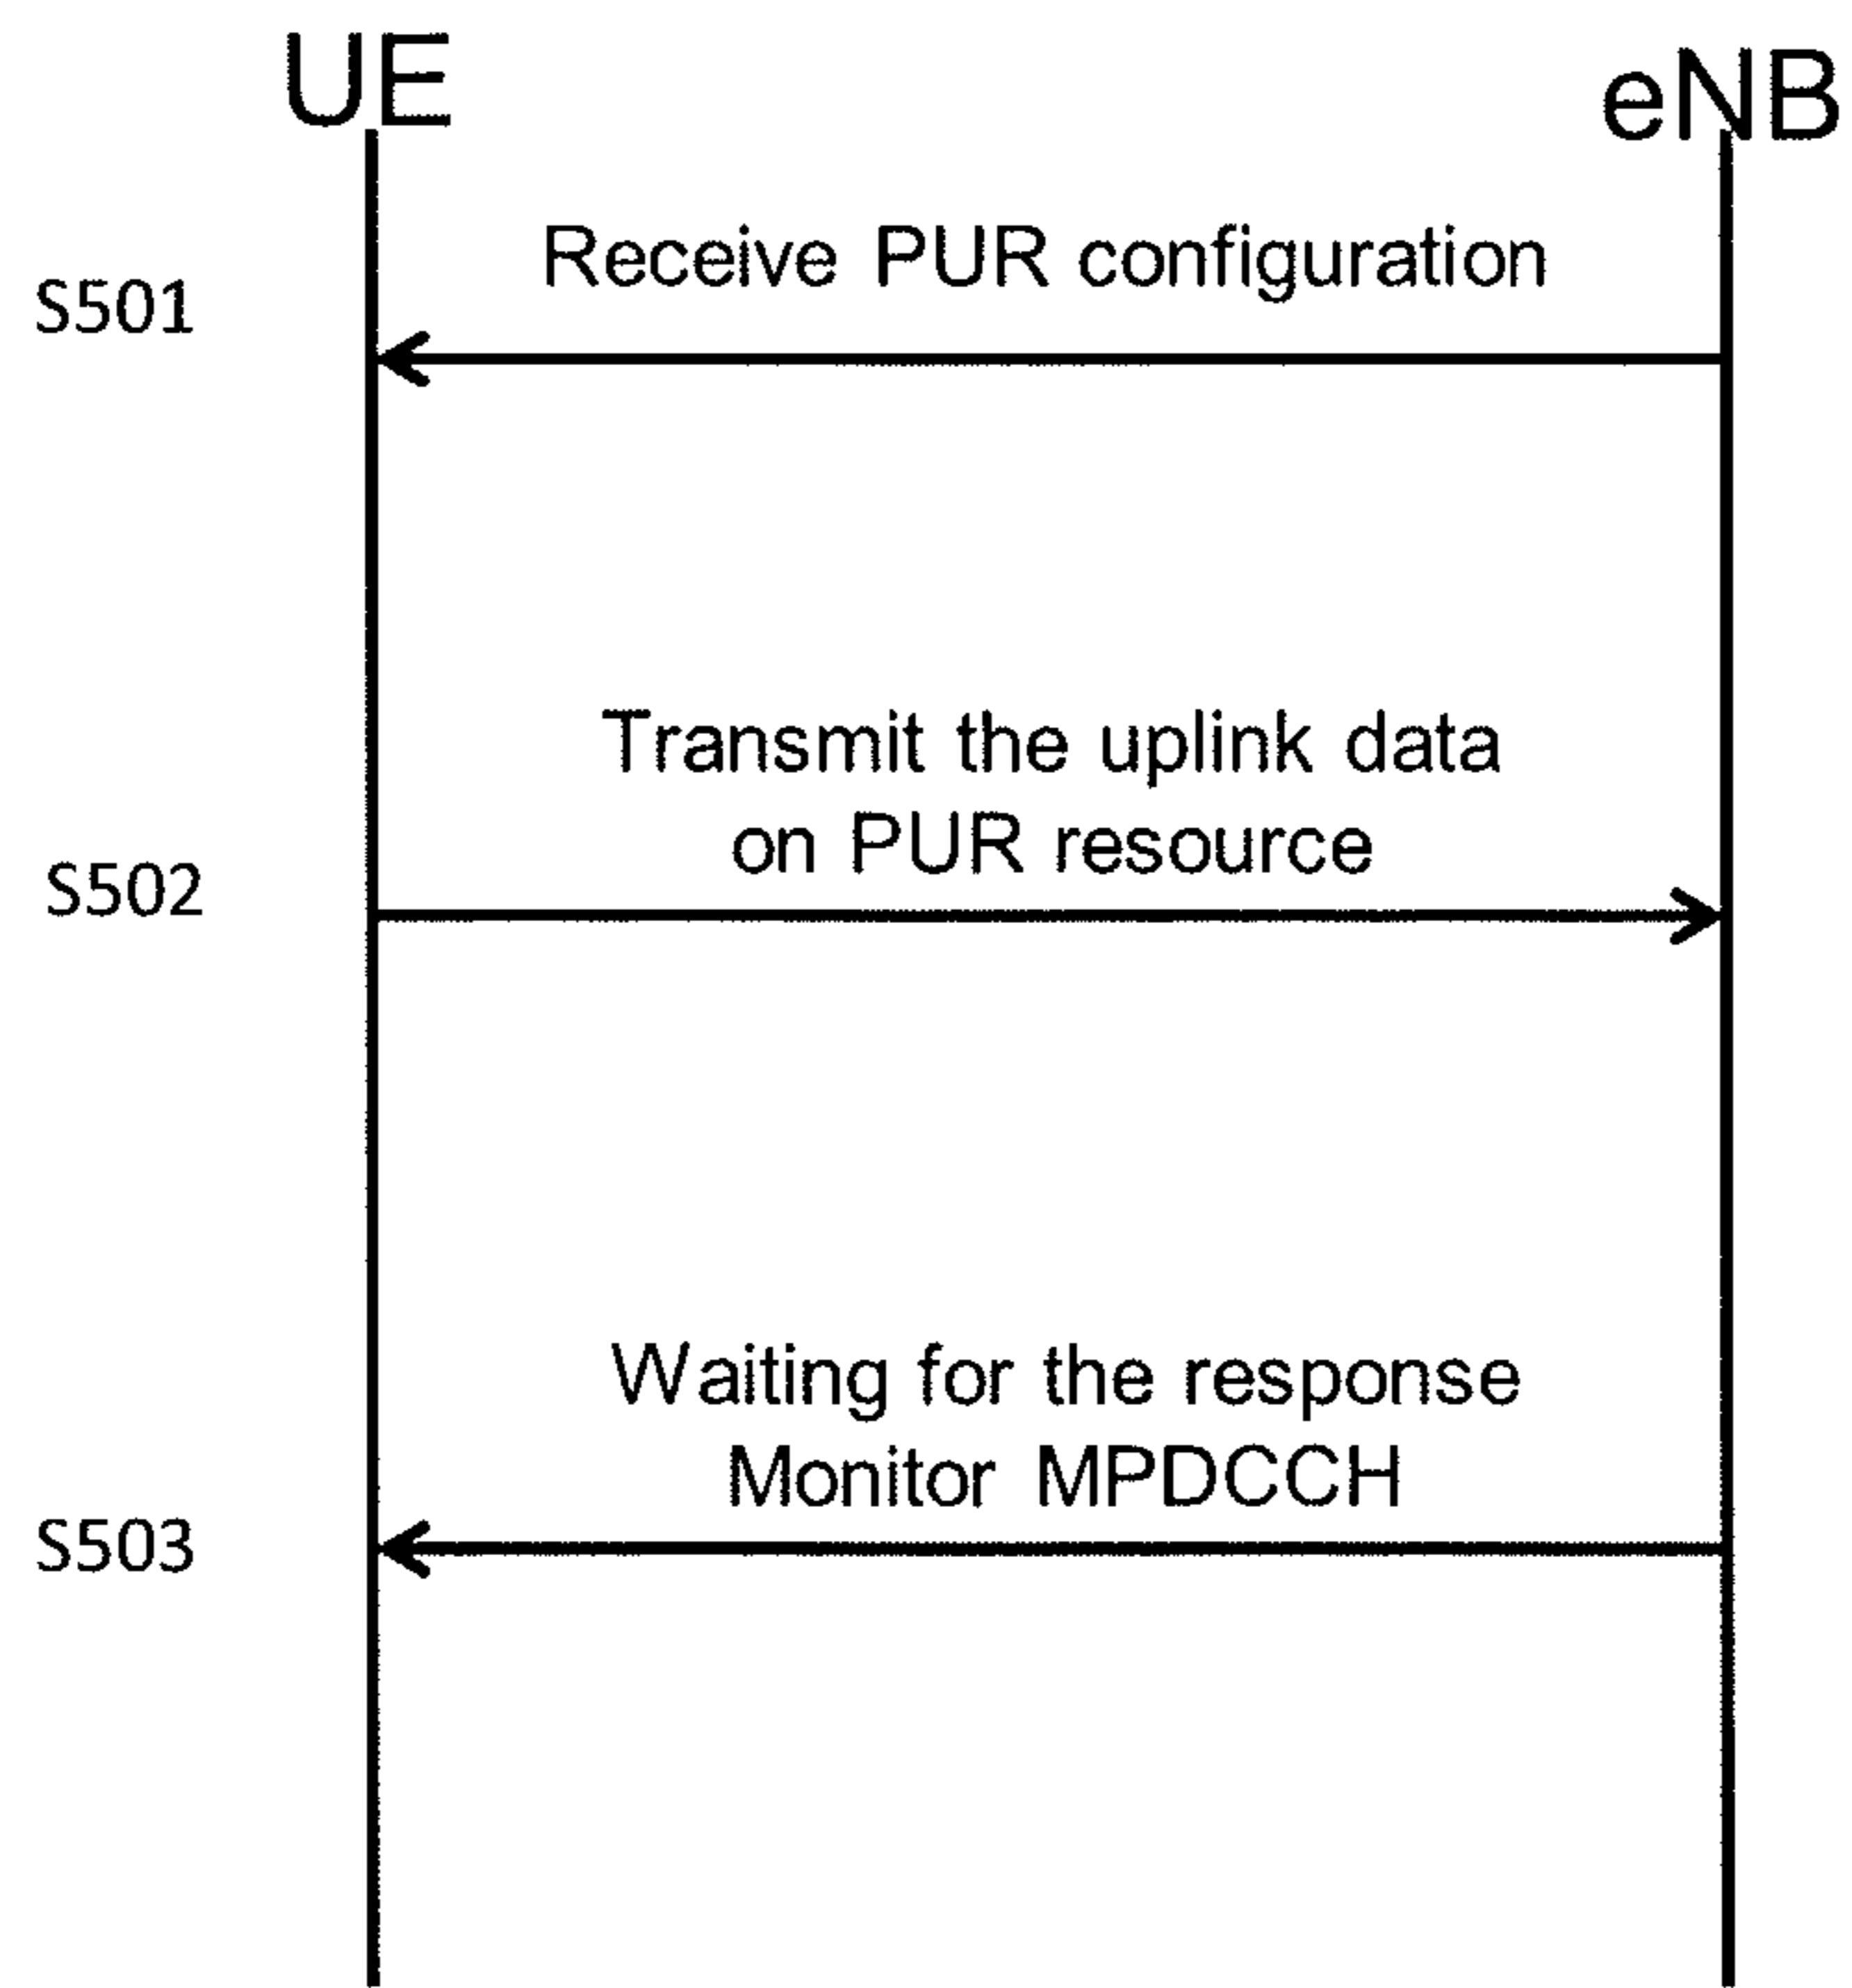 UE
eNB
Receive PUR configuration
S501
Transmit the uplink data
on PUR resource
S502
Waiting for the response
Monitor MPDCCH
S503